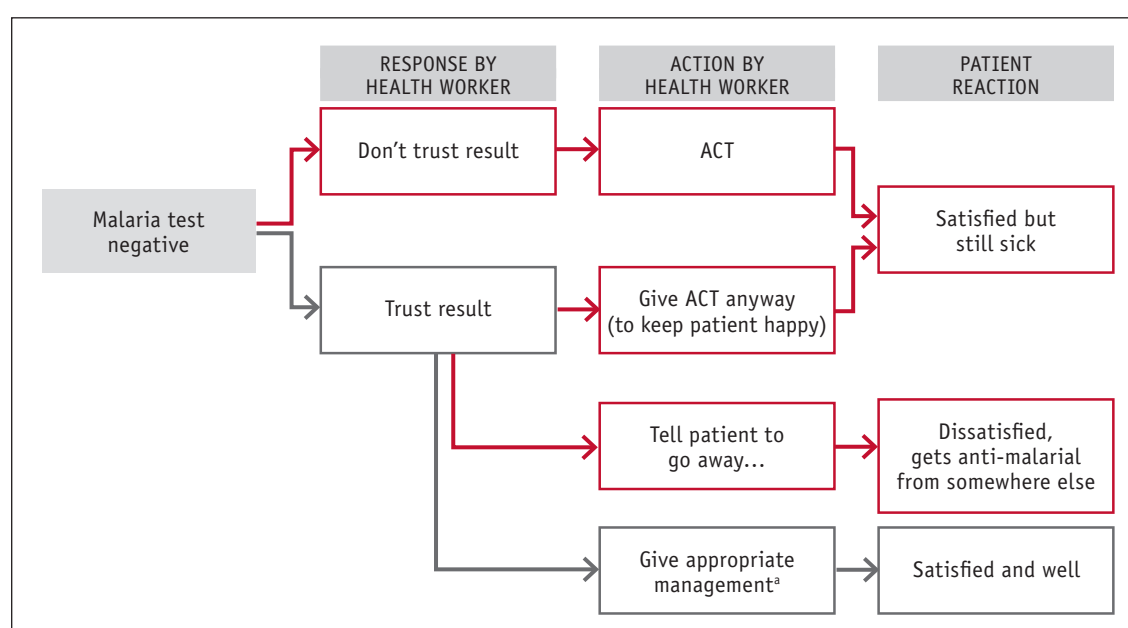 RESPONSE BY
HEALTH WORKER
ACTION BY
HEALTH WORKER
PATIENT
REACTION
Don't trust result
ACT
Malaria test
negative
Satisfied but
still sick
Trust result
Give ACT anyway
(to keep patient happy)
Tell patient to
go away…
Dissatisfied,
gets anti-malarial
from somewhere else
Give appropriate
managementᵃ
Satisfied and well